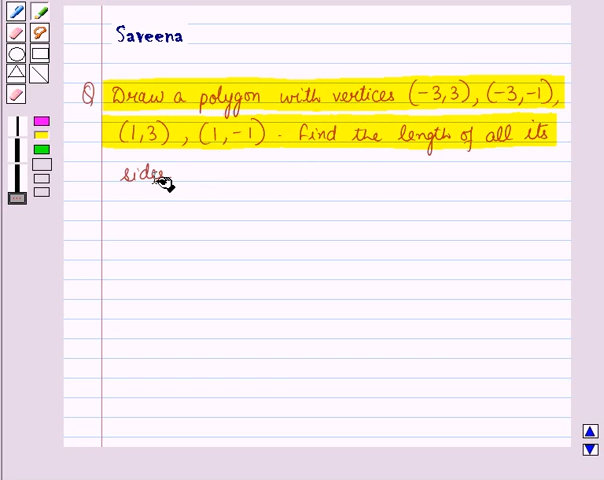 Saveena
Q Draw a polygon with vertices (-3,3), (-3,-1),
(1,3), (1,-1). Find the length of all its
sides